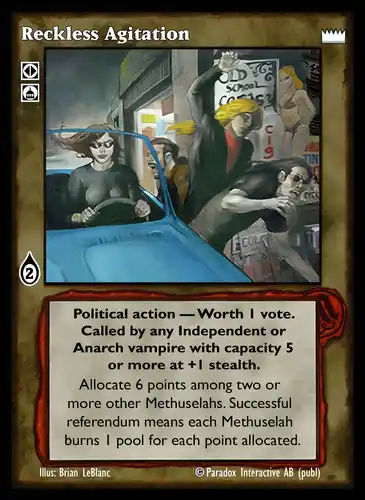 Reckless Agitation
OLD
SCHOOL
2
Political action — Worth 1 vote.
Called by any Independent or
Anarch vampire with capacity 5
or more at +1 stealth.
Allocate 6 points among two or
more other Methuselahs. Successful
referendum means each Methuselah
burns 1 pool for each point allocated.
Illus: Brian LeBlanc
© Paradox Interactive AB (publ)